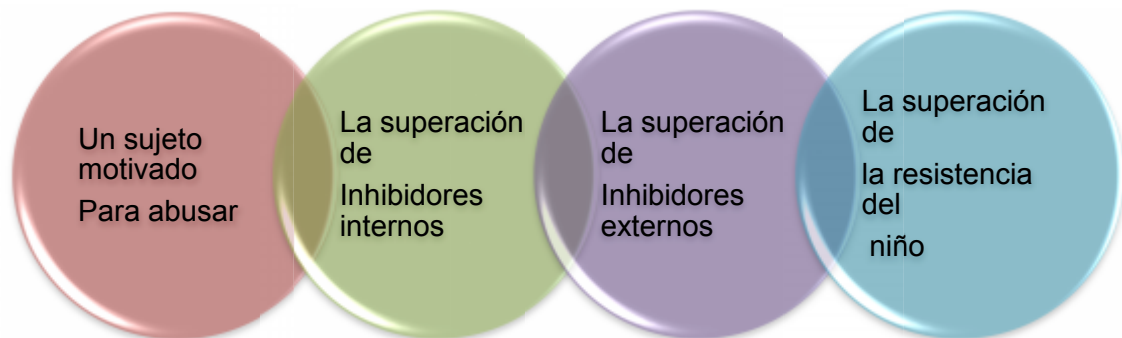 Un sujeto
motivado
Para abusar
La superación
de
Inhibidores
internos
La superación
de
Inhibidores
externos
La superación
de
la resistencia
del
niño